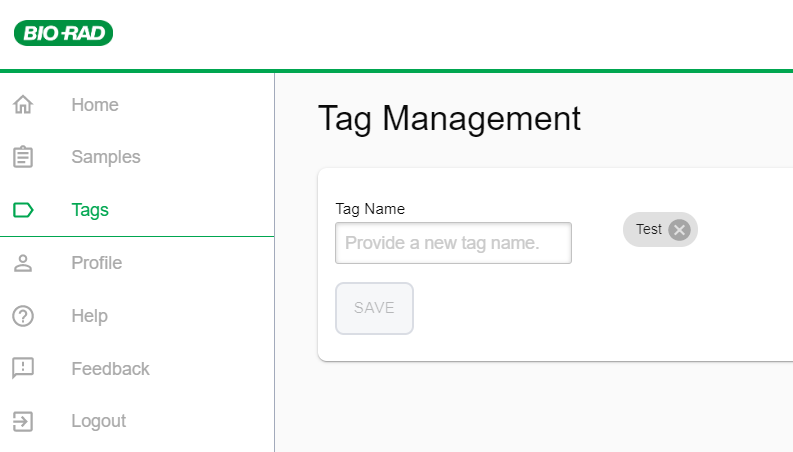 BIO-RAD
Home
Samples
Tags
Profile
Help
Feedback
Logout
Tag Management
Tag Name
Provide a new tag name.
SAVE
Test